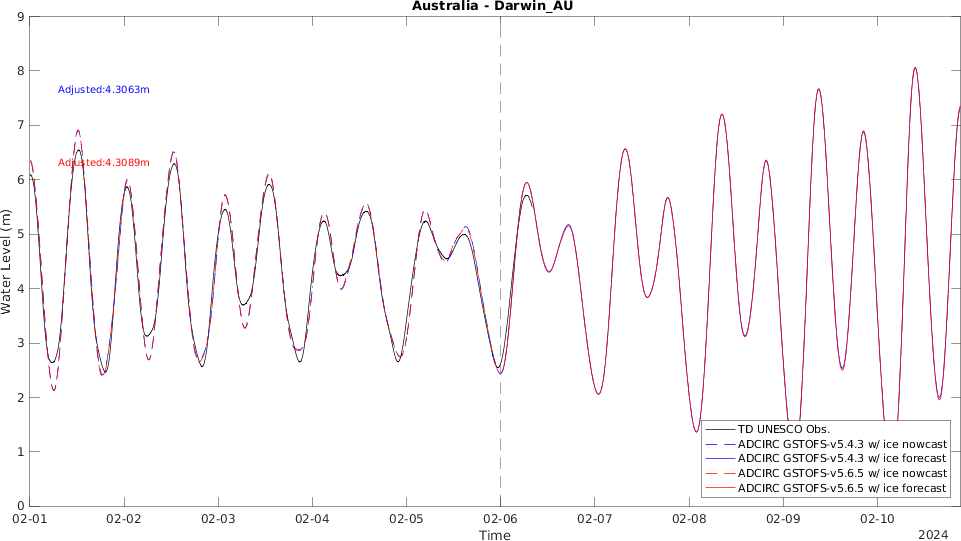 Australia - Darwin_AU
9
8
7
6
5
4
3
2
1
0
Water Level (m)
Adjusted:4.3063m
Adjusted:4.3089m
TD UNESCO Obs.
ADCIRC GSTOFS-v5.4.3 w/ ice nowcast
ADCIRC GSTOFS-v5.4.3 w/ ice forecast
ADCIRC GSTOFS-v5.6.5 w/ ice nowcast
ADCIRC GSTOFS-v5.6.5 w/ ice forecast
02-01 02-02 02-03 02-04 02-05 02-06 02-07 02-08 02-09 02-10
Time
2024